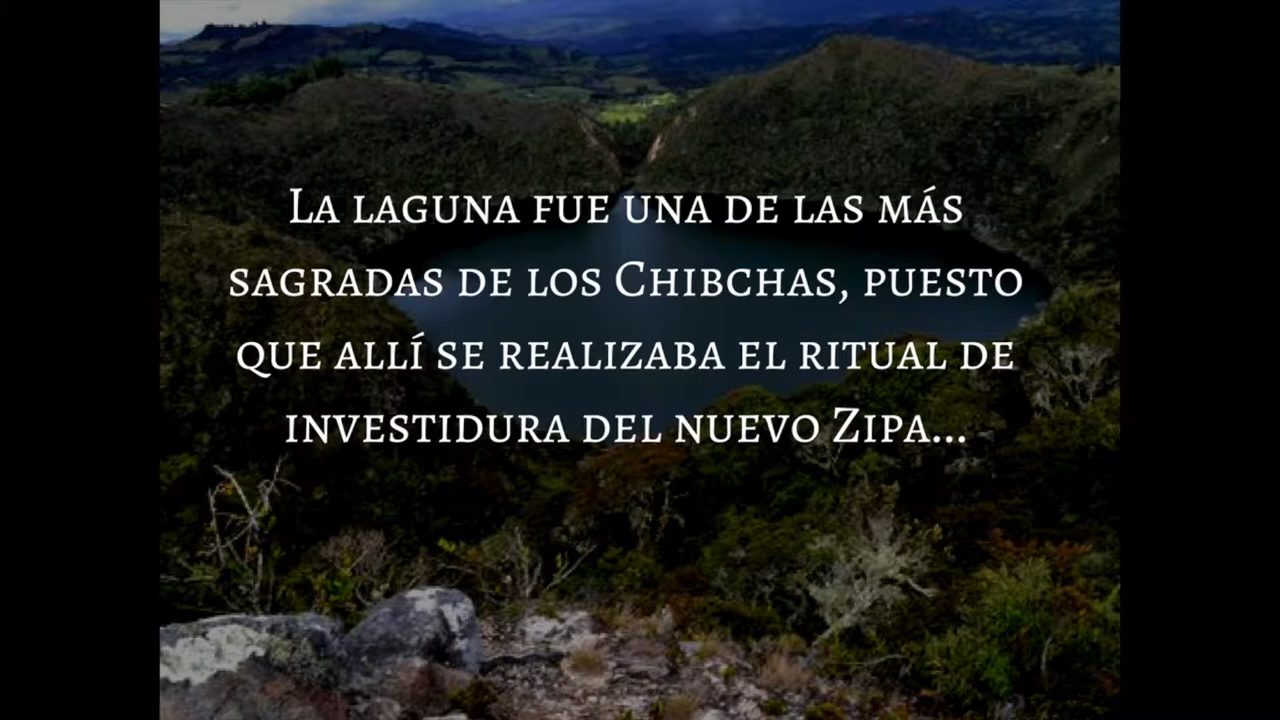 La laguna fue una de las más
sagradas de los Chibchas, puesto
que allí se realizaba el ritual de
investidura del nuevo Zipa...